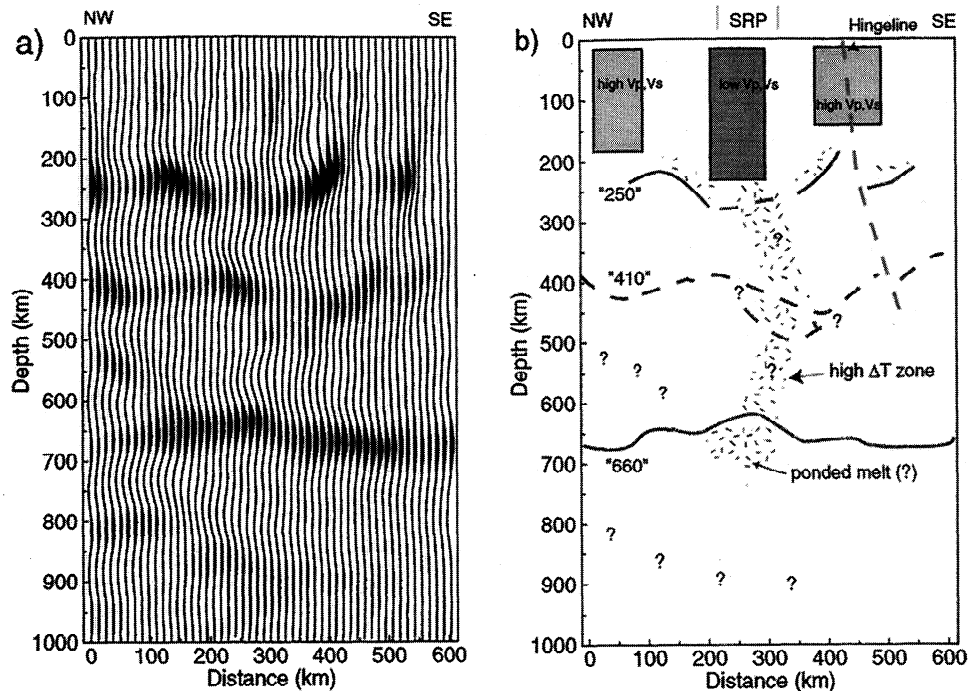 a)
NW
SE
0
100
200
300
400
500
600
700
800
900
1000
Depth (km)
0 100 200 300 400 500 600
Distance (km)
b)
NW
SRP
Hingeline
SE
0
100
200
300
400
500
600
700
800
900
1000
Depth (km)
high Vp,Vs
low Vp,Vs
high Vp,Vs
"250"
?
"410"
?
?
?
?
?
?
high ΔT zone
"660"
ponded melt (?)
?
?
?
?
0 100 200 300 400 500 600
Distance (km)